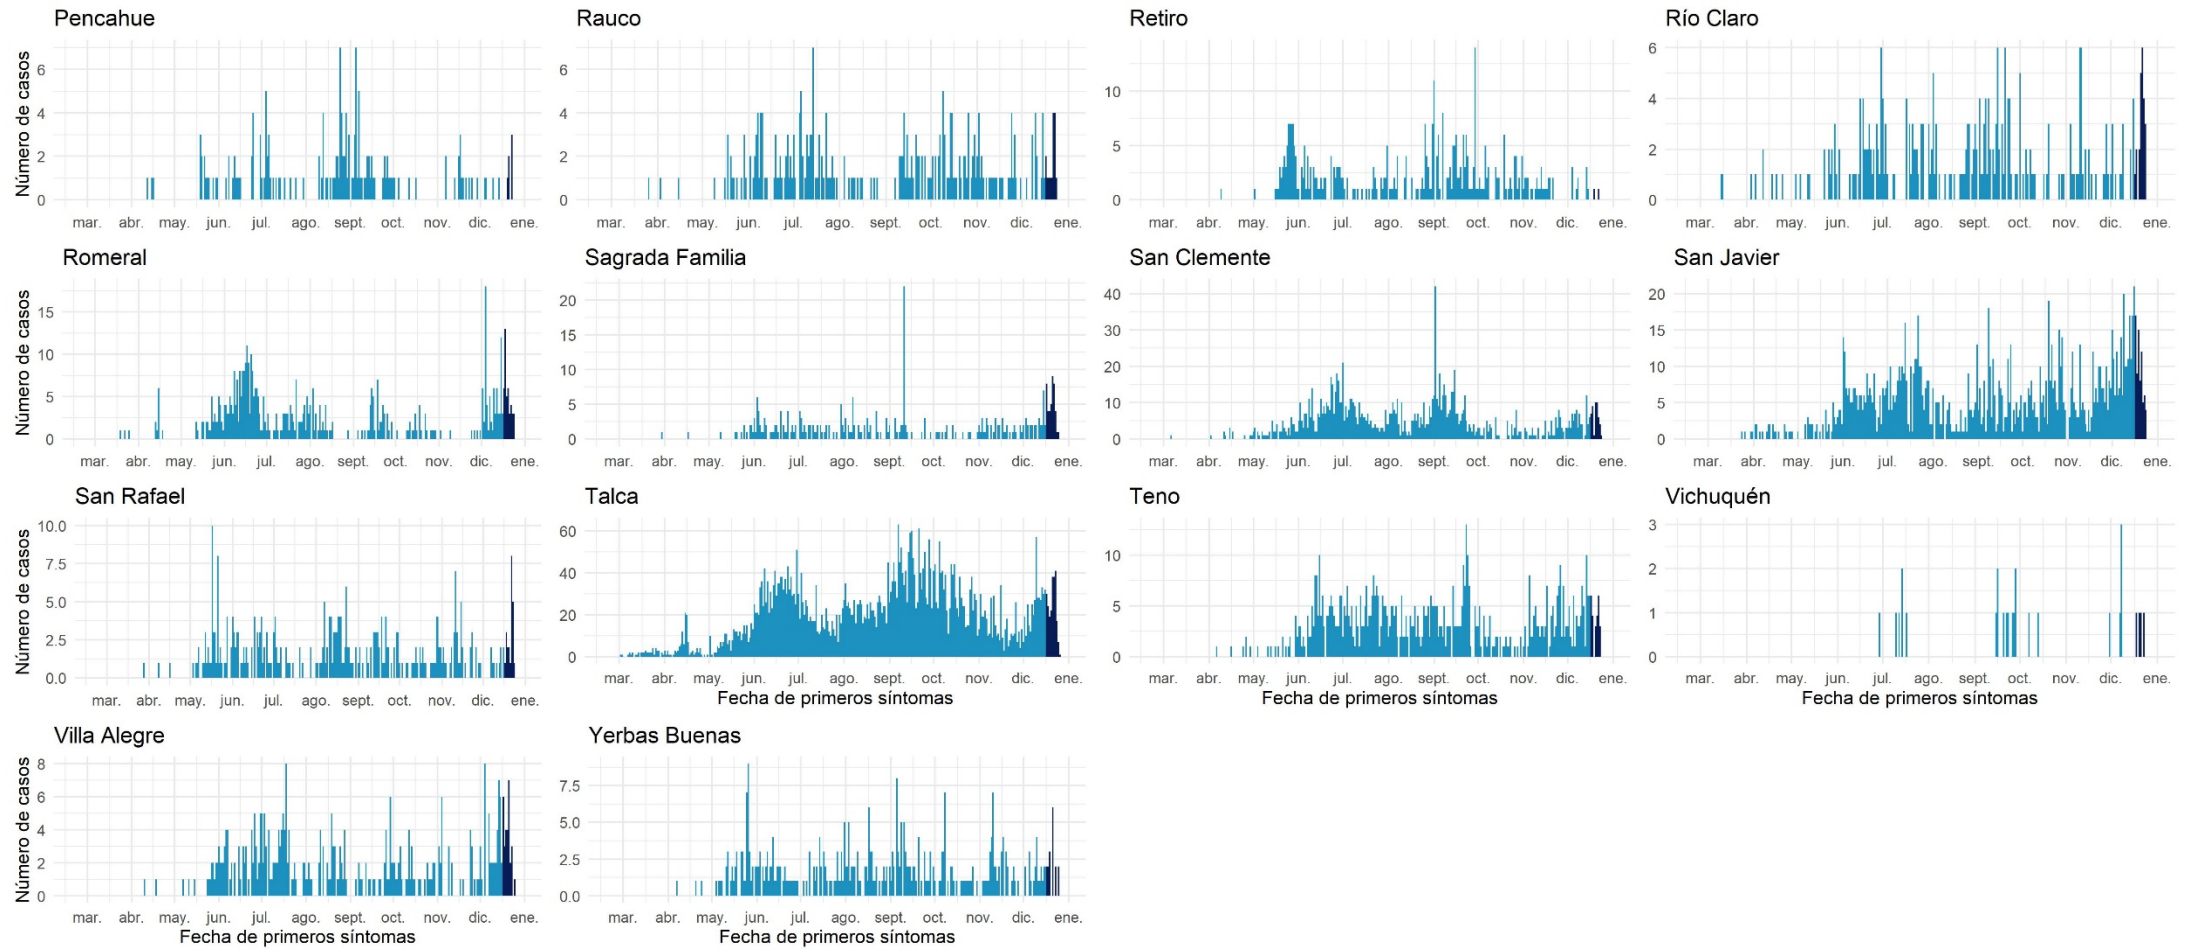 Pencahue
Número de casos
6
4
2
0
mar. abr. may. jun. jul. ago. sept. oct. nov. dic. ene.
Rauco
6
4
2
0
mar. abr. may. jun. jul. ago. sept. oct. nov. dic. ene.
Retiro
10
5
0
mar. abr. may. jun. jul. ago. sept. oct. nov. dic. ene.
Río Claro
6
4
2
0
mar. abr. may. jun. jul. ago. sept. oct. nov. dic. ene.
Romeral
Número de casos
15
10
5
0
mar. abr. may. jun. jul. ago. sept. oct. nov. dic. ene.
Sagrada Familia
20
15
10
5
0
mar. abr. may. jun. jul. ago. sept. oct. nov. dic. ene.
San Clemente
40
30
20
10
0
mar. abr. may. jun. jul. ago. sept. oct. nov. dic. ene.
San Javier
20
15
10
5
0
mar. abr. may. jun. jul. ago. sept. oct. nov. dic. ene.
San Rafael
Número de casos
10.0
7.5
5.0
2.5
0.0
mar. abr. may. jun. jul. ago. sept. oct. nov. dic. ene.
Talca
60
40
20
0
mar. abr. may. jun. jul. ago. sept. oct. nov. dic. ene.
Fecha de primeros síntomas
Teno
10
5
0
mar. abr. may. jun. jul. ago. sept. oct. nov. dic. ene.
Fecha de primeros síntomas
Vichuquén
3
2
1
0
mar. abr. may. jun. jul. ago. sept. oct. nov. dic. ene.
Fecha de primeros síntomas
Villa Alegre
Número de casos
8
6
4
2
0
mar. abr. may. jun. jul. ago. sept. oct. nov. dic. ene.
Fecha de primeros síntomas
Yerbas Buenas
7.5
5.0
2.5
0.0
mar. abr. may. jun. jul. ago. sept. oct. nov. dic. ene.
Fecha de primeros síntomas